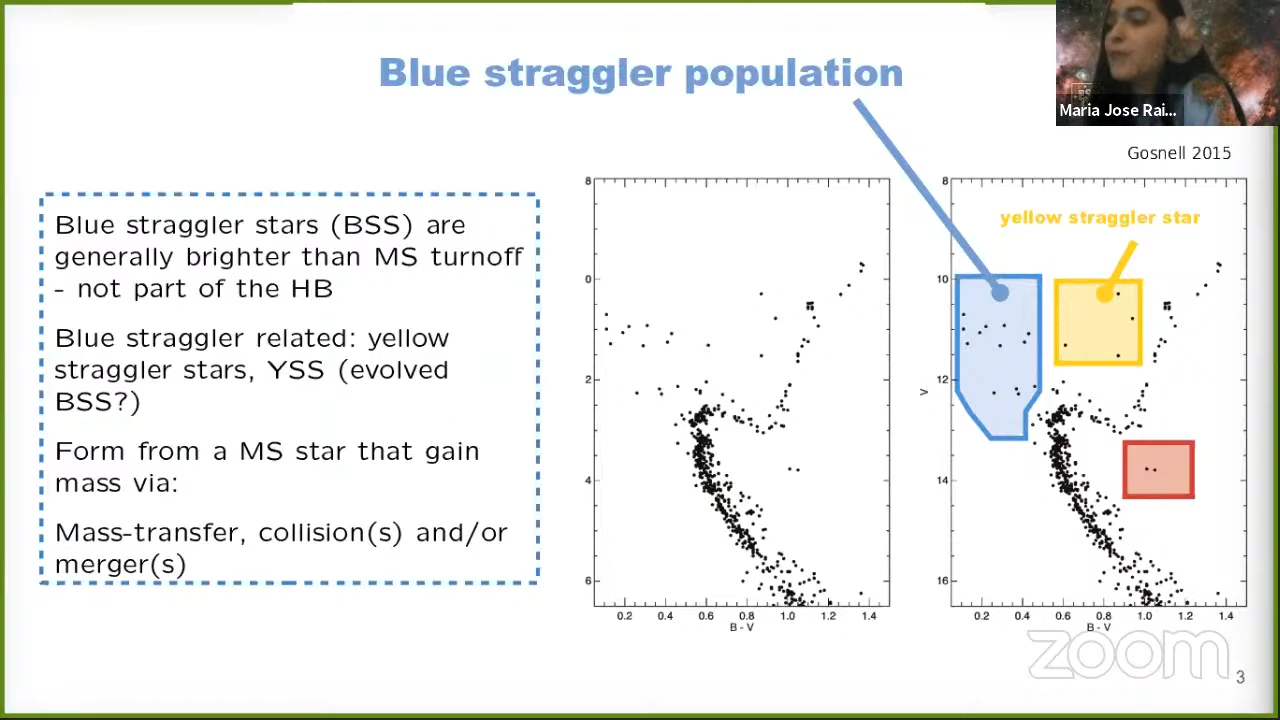 Blue straggler population
Maria Jose Rai...
Gosnell 2015
Blue straggler stars (BSS) are
generally brighter than MS turnoff
- not part of the HB
Blue straggler related: yellow
straggler stars, YSS (evolved
BSS?)
Form from a MS star that gain
mass via:
Mass-transfer, collision(s) and/or
merger(s)
8
0
2
4
6
0.2 0.4 0.6 0.8 1.0 1.2 1.4
B - V
yellow straggler star
8
10
12
14
16
V
0.2 0.4 0.6 0.8 1.0 1.2 1.4
B - V
zoom
3